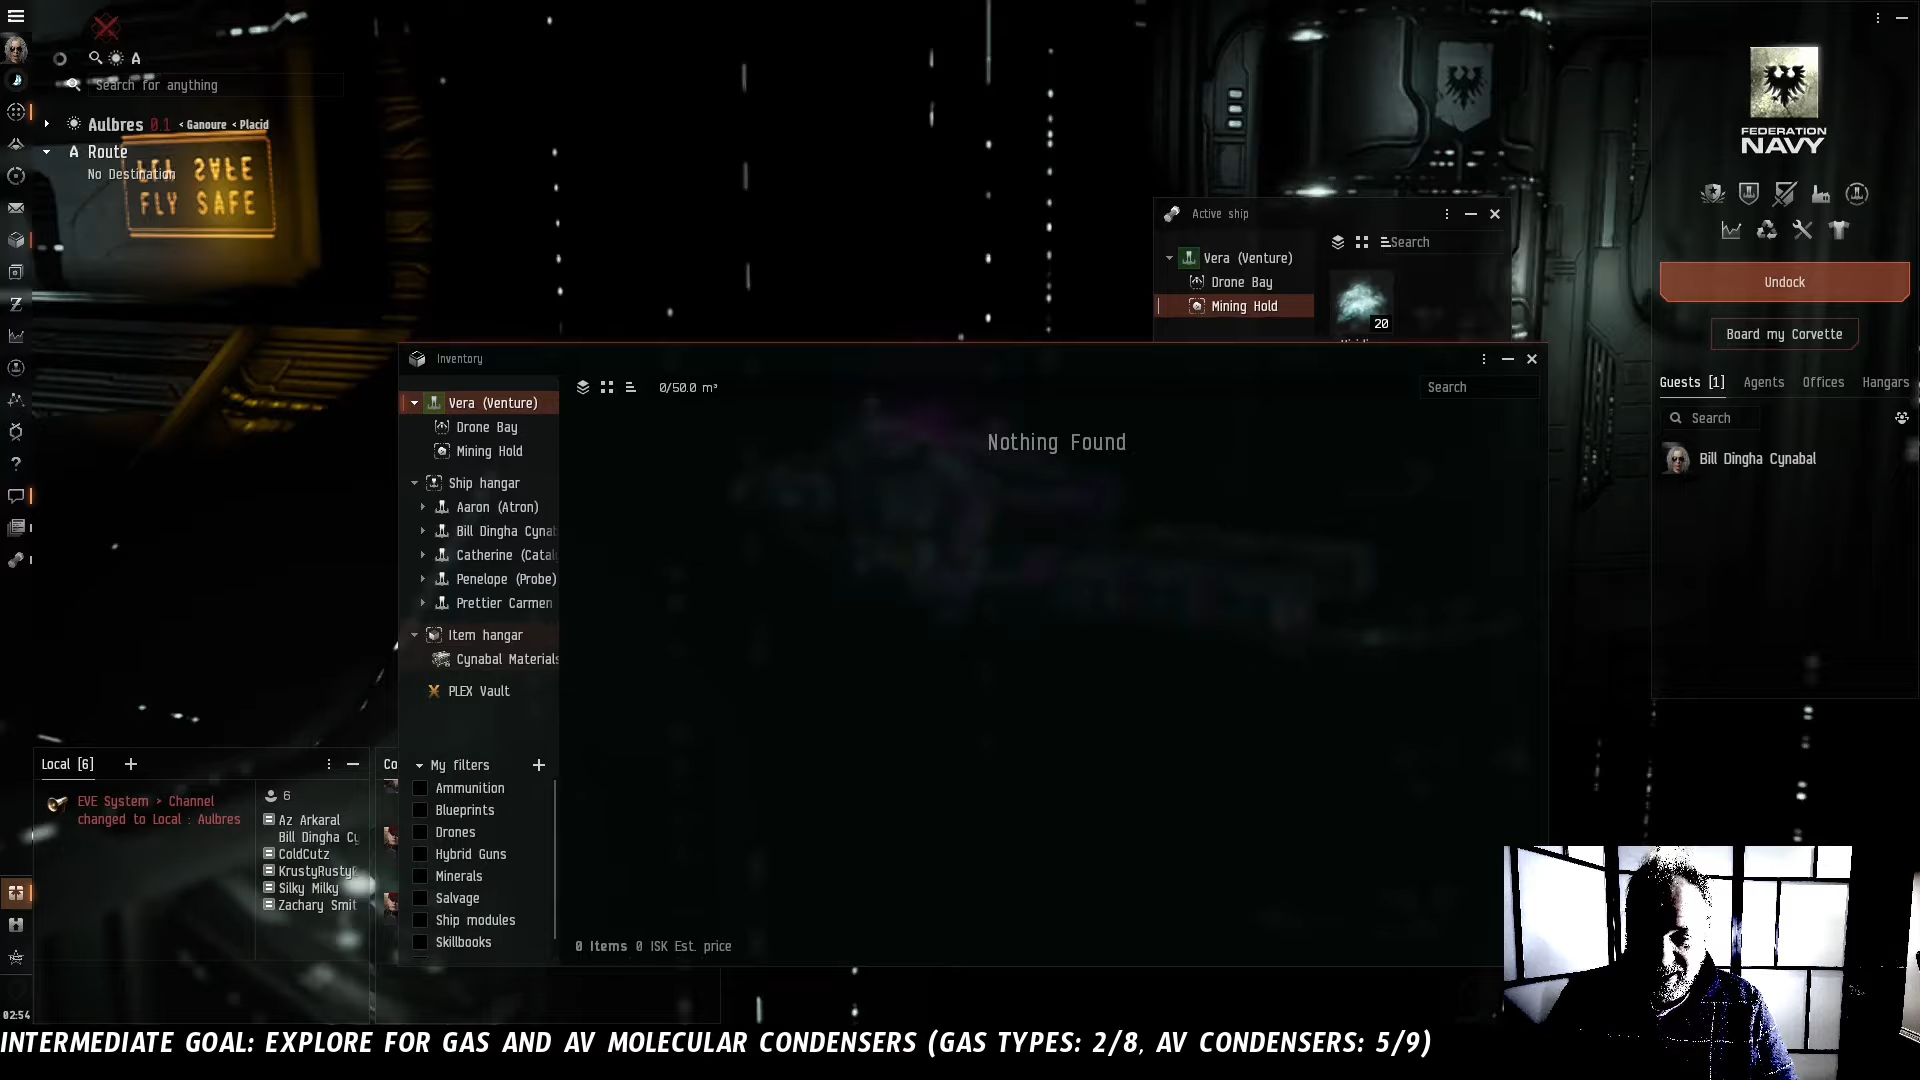 A
Search for anything
Aulbres 0.1 < Ganoure < Placid
A Route
No Destination
FLY SAFE
FLY SAFE
FEDERATION
NAVY
Active ship
Search
Vera (Venture)
Drone Bay
Mining Hold
20
Undock
Board my Corvette
Guests [1] Agents Offices Hangars
Search
Bill Dingha Cynabal
Inventory
0/50.0 m³
Search
Nothing Found
Vera (Venture)
Drone Bay
Mining Hold
Ship hangar
Aaron (Atron)
Bill Dingha Cynab
Catherine (Catal
Penelope (Probe)
Prettier Carmen
Item hangar
Cynabal Materials
PLEX Vault
My filters +
Ammunition
Blueprints
Drones
Hybrid Guns
Minerals
Salvage
Ship modules
Skillbooks
0 Items 0 ISK Est. price
Local [6] +
EVE System > Channel
changed to Local : Aulbres
6
Az Arkaral
Bill Dingha Cy
ColdCutz
KrustyRustyF
Silky Milky
Zachary Smit
Co
02:54
INTERMEDIATE GOAL: EXPLORE FOR GAS AND AV MOLECULAR CONDENSERS (GAS TYPES: 2/8, AV CONDENSERS: 5/9)